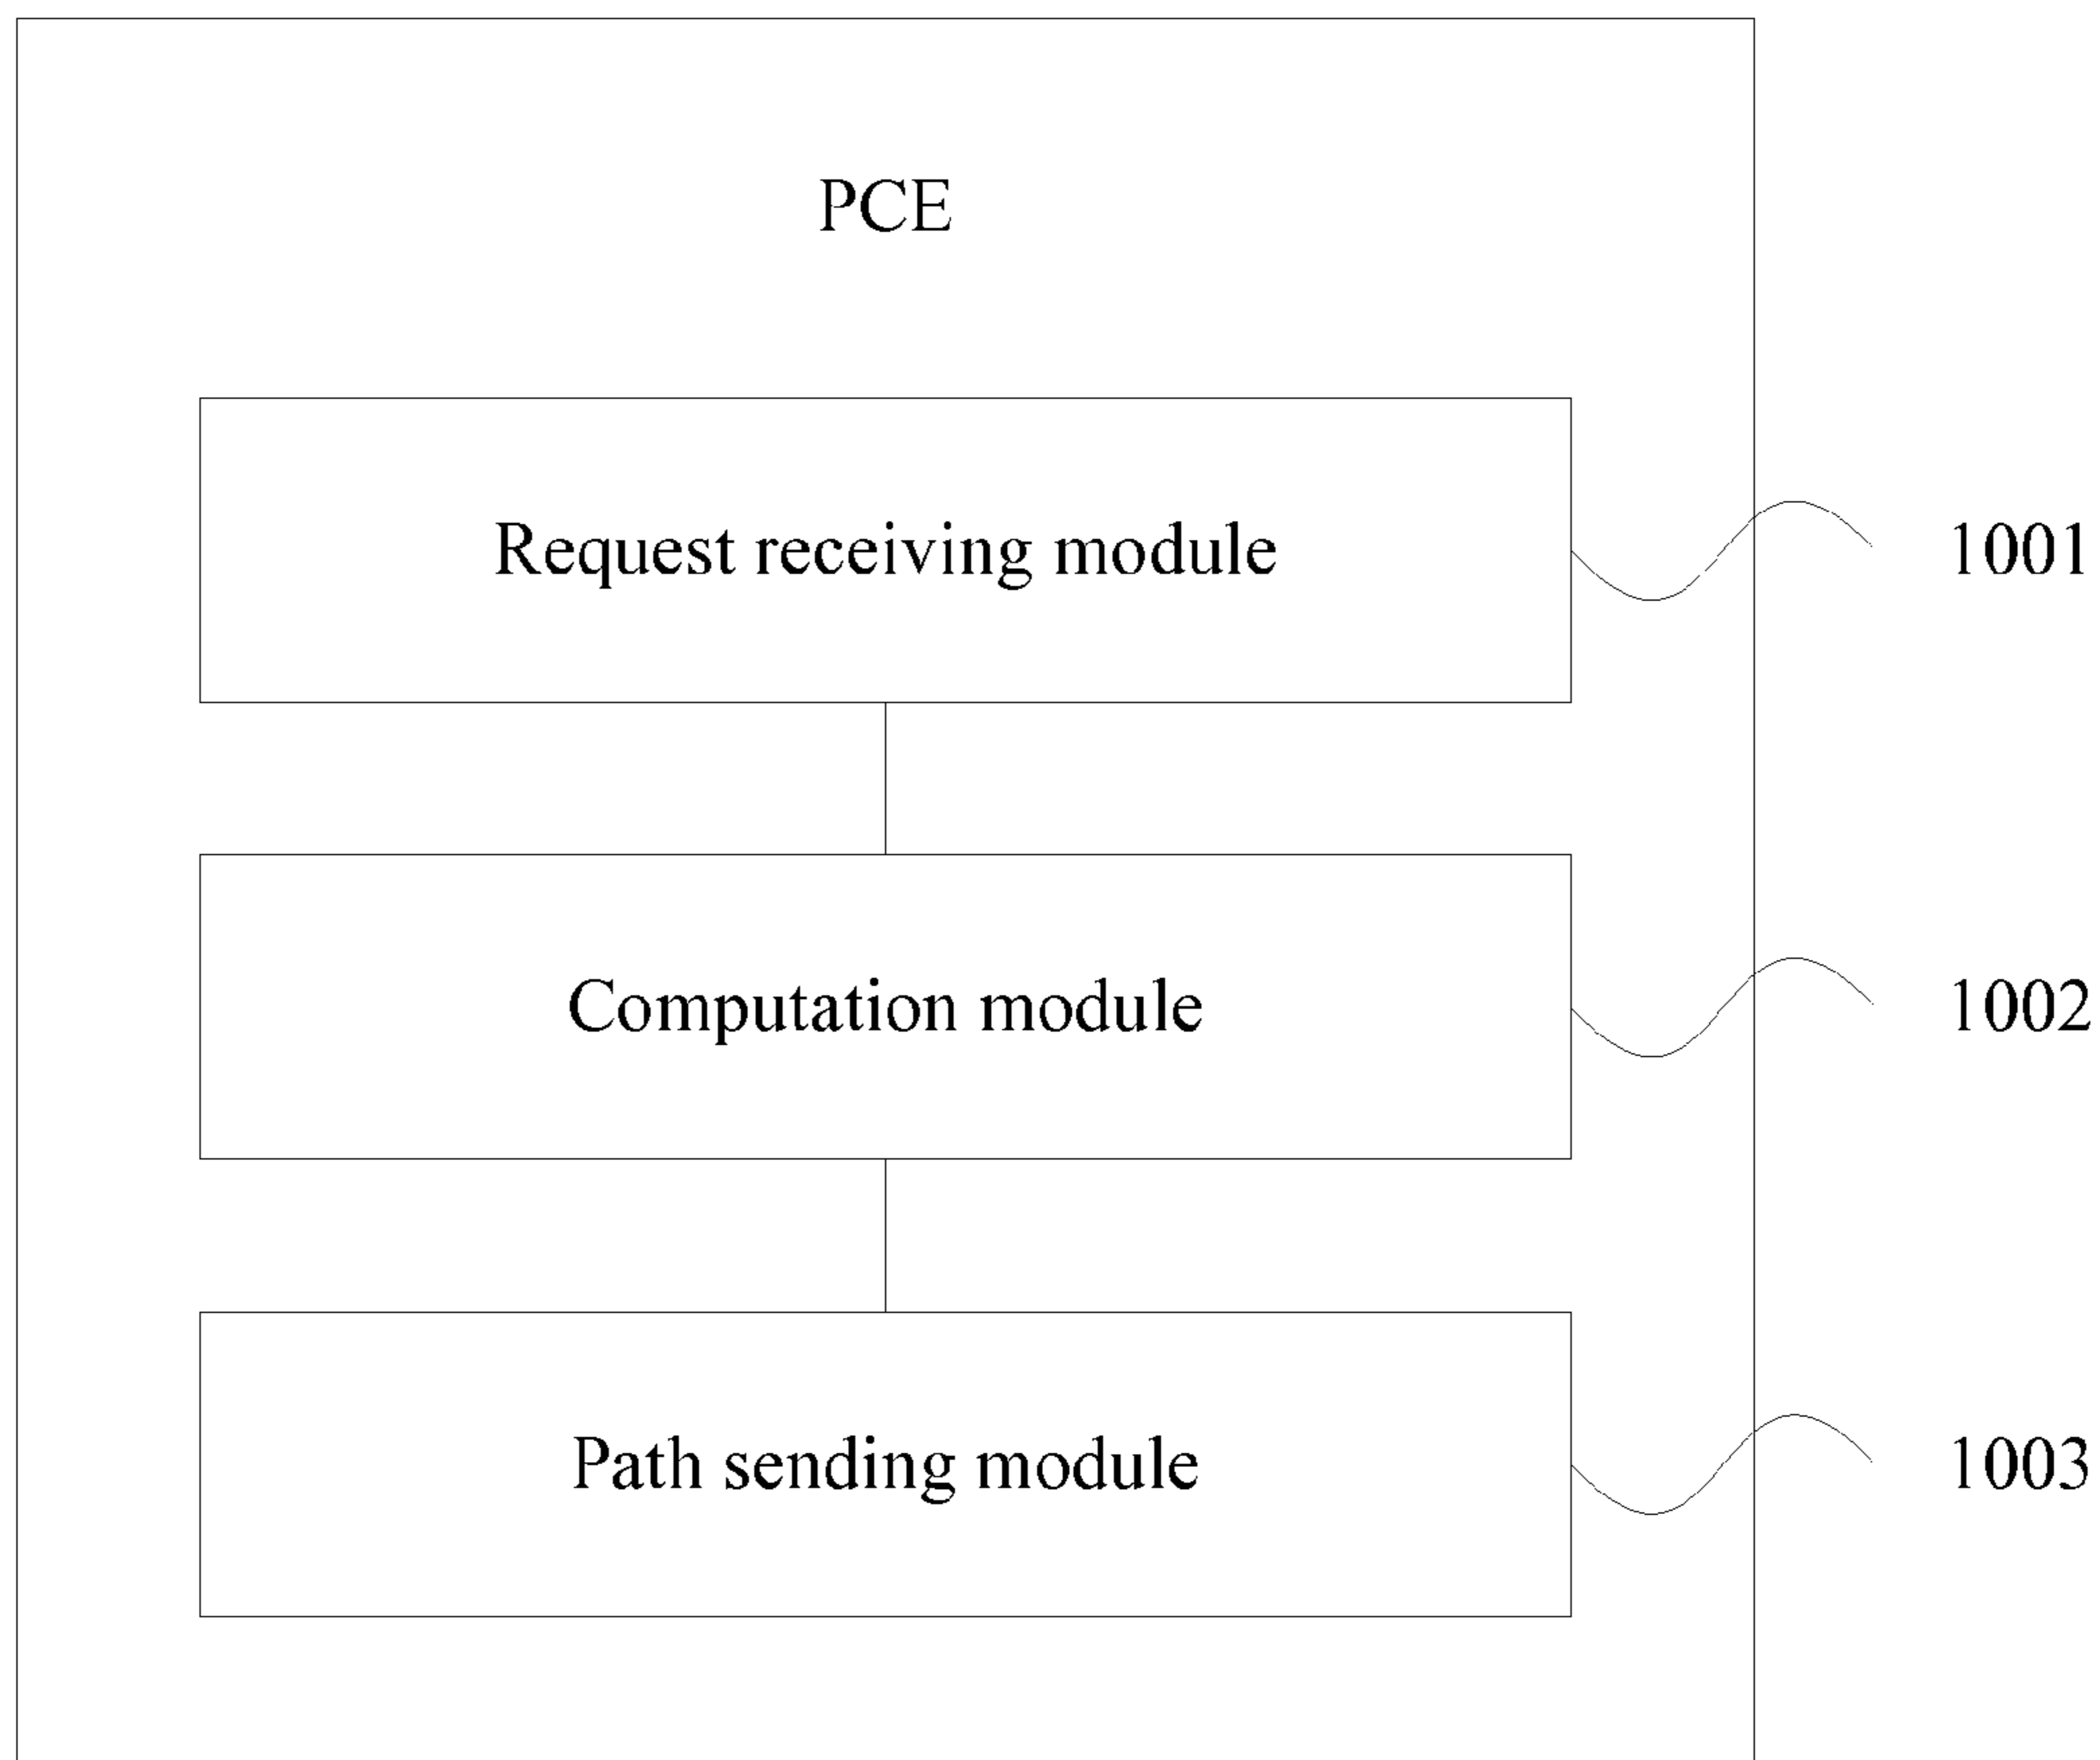 PCE
Request receiving module
1001
Computation module
1002
Path sending module
1003